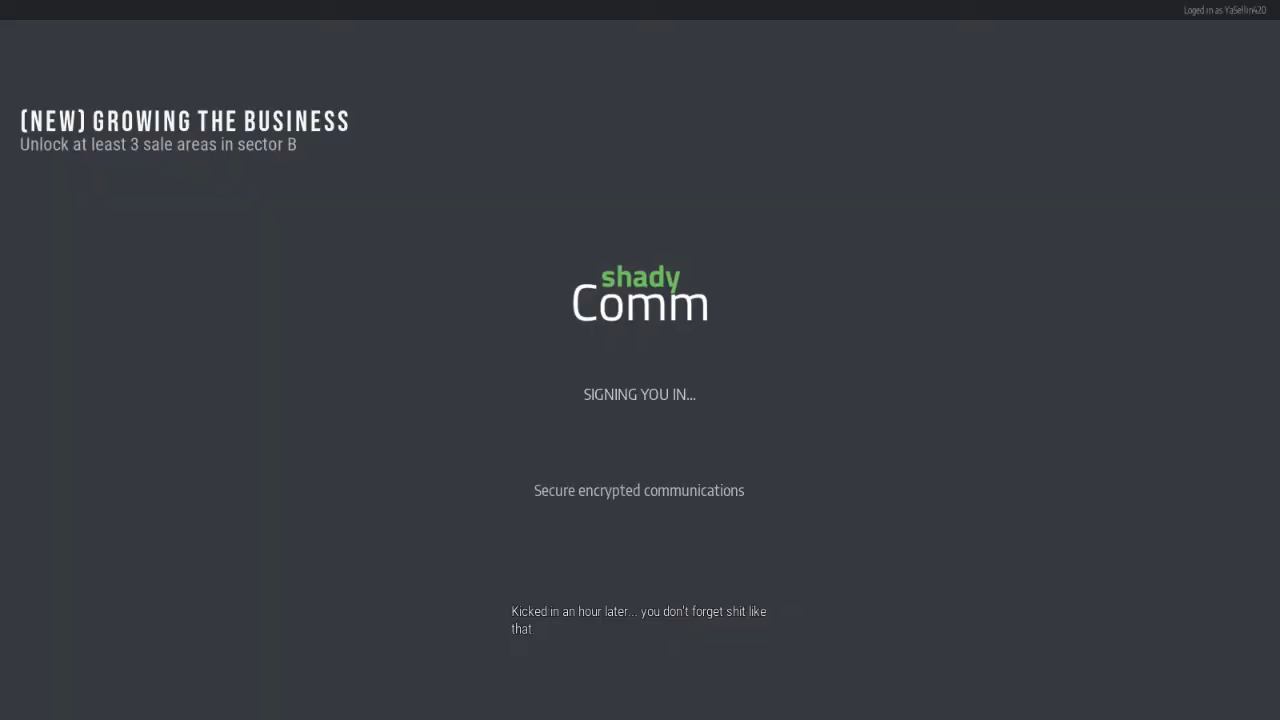 Loged in as YaSellin420
(NEW) GROWING THE BUSINESS
Unlock at least 3 sale areas in sector B
shady
Comm
SIGNING YOU IN...
Secure encrypted communications
Kicked in an hour later... you don't forget shit like
that.